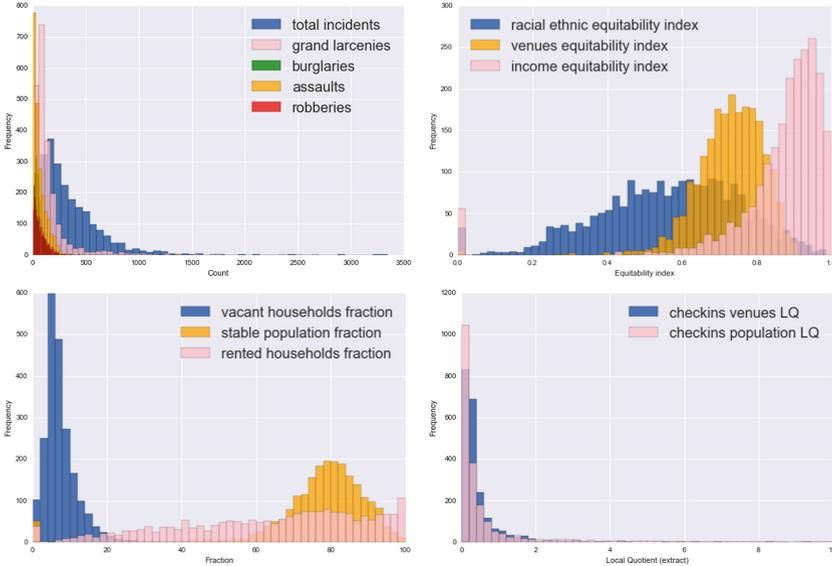 800
700
600
500
400
300
200
100
0
Frequency
0 500 1000 1500 2000 2500 3000 3500
Count
total incidents
grand larcenies
burglaries
assaults
robberies
300
250
200
150
100
50
0
Frequency
0.0 0.2 0.4 0.6 0.8
Equitability index
racial ethnic equitability index
venues equitability index
income equitability index
600
500
400
300
200
100
0
Frequency
0 20 40 60 80 100
Fraction
vacant households fraction
stable population fraction
rented households fraction
1200
1000
800
600
400
200
0
Frequency
0 2 4 6 8
Local Quotient (extract)
checkins venues LQ
checkins population LQ